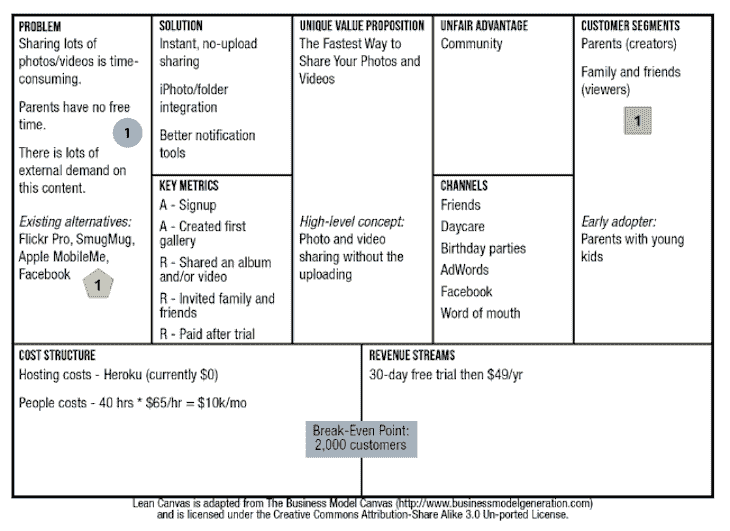 PROBLEM
Sharing lots of
photos/videos is time-
consuming.
Parents have no free
time.
1
There is lots of
external demand on
this content.
Existing alternatives:
Flickr Pro, SmugMug,
Apple MobileMe,
Facebook
1
SOLUTION
Instant, no-upload
sharing
iPhoto/folder
integration
Better notification
tools
KEY METRICS
A - Signup
A - Created first
gallery
R - Shared an album
and/or video
R - Invited family and
friends
R - Paid after trial
UNIQUE VALUE PROPOSITION
The Fastest Way to
Share Your Photos and
Videos
High-level concept:
Photo and video
sharing without the
uploading
UNFAIR ADVANTAGE
Community
CHANNELS
Friends
Daycare
Birthday parties
AdWords
Facebook
Word of mouth
CUSTOMER SEGMENTS
Parents (creators)
Family and friends
(viewers)
1
Early adopter:
Parents with young
kids
COST STRUCTURE
Hosting costs - Heroku (currently $0)
People costs - 40 hrs * $65/hr = $10k/mo
REVENUE STREAMS
30-day free trial then $49/yr
Break-Even Point:
2,000 customers
Lean Canvas is adapted from The Business Model Canvas (http://www.businessmodelgeneration.com)
and is licensed under the Creative Commons Attribution-Share Alike 3.0 Un-ported License.